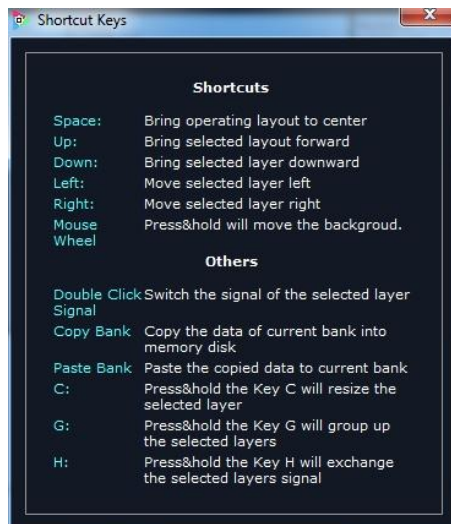 Shortcut Keys
Shortcuts
Space: Bring operating layout to center
Up: Bring selected layout forward
Down: Bring selected layer downward
Left: Move selected layer left
Right: Move selected layer right
Mouse Press&hold will move the backgroud.
Wheel
Others
Double Click Switch the signal of the selected layer
Signal
Copy Bank Copy the data of current bank into
memory disk
Paste Bank Paste the copied data to current bank
C: Press&hold the Key C will resize the
selected layer
G: Press&hold the Key G will group up
the selected layers
H: Press&hold the Key H will exchange
the selected layers signal